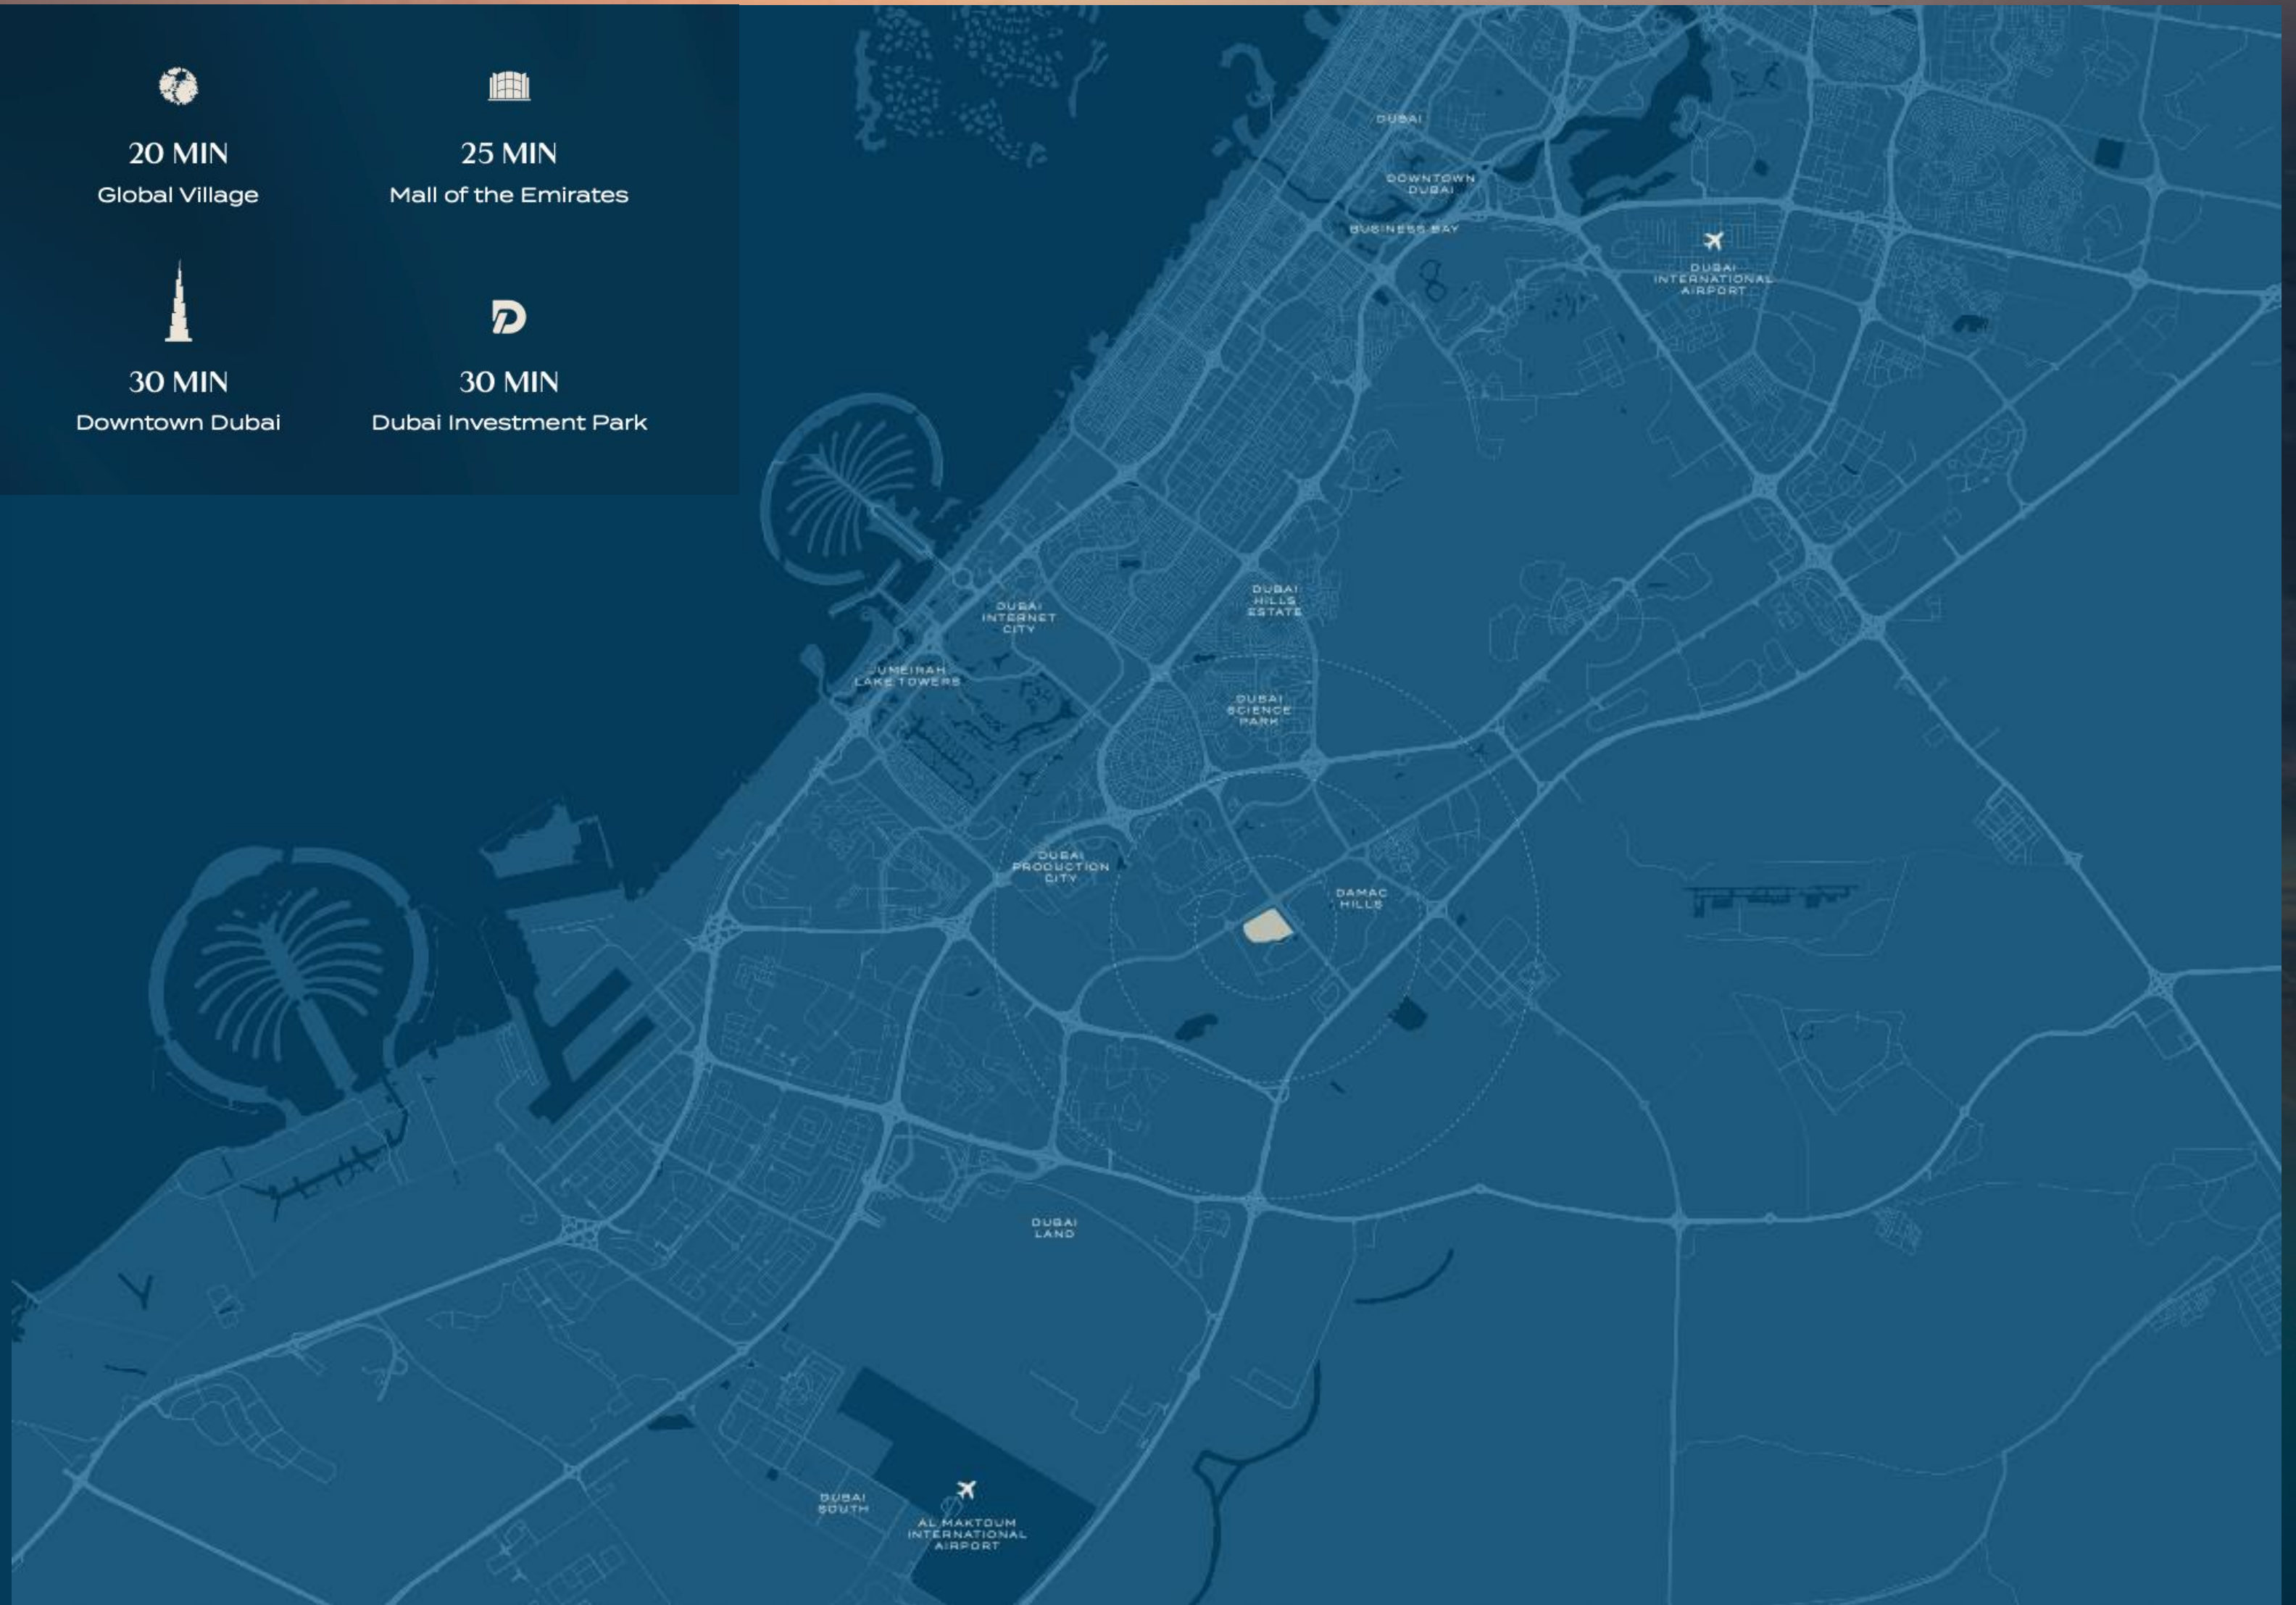 20 MIN
Global Village
25 MIN
Mall of the Emirates
30 MIN
Downtown Dubai
30 MIN
Dubai Investment Park
DUBAI
DOWNTOWN
DUBAI
BUSINESS BAY
DUBAI
INTERNATIONAL
AIRPORT
DUBAI
HILLS
ESTATE
DUBAI
INTERNET
CITY
UMEIRAH
LAKE TOWERS
DUBAI
SCIENCE
PARK
DUBAI
PRODUCTION
CITY
DAMAC
HILLS
DUBAI
LAND
DUBAI
SOUTH
AL MAKTOUM
INTERNATIONAL
AIRPORT